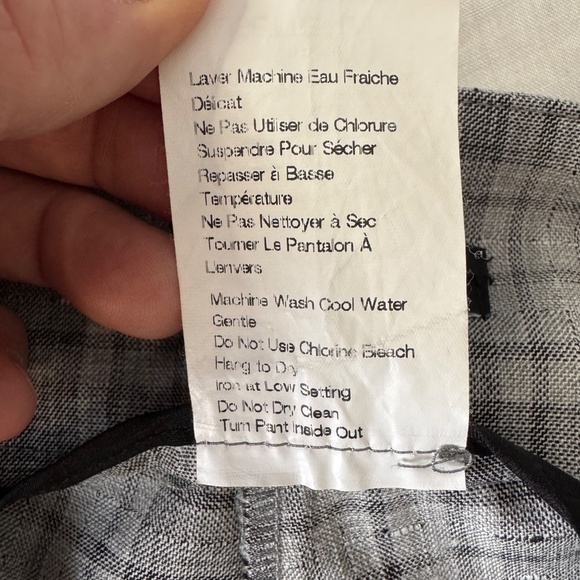 Laver Machine Eau Fraiche
Délicat
Ne Pas Utiliser de Chlorure
Suspendre Pour Sécher
Repasser à Basse
Température
Ne Pas Nettoyer à Sec
Tourner Le Pantalon À
L'envers
Machine Wash Cool Water
Gentle
Do Not Use Chlorine Bleach
Hang to Dry
Iron at Low Setting
Do Not Dry Clean
Turn Pant Inside Out